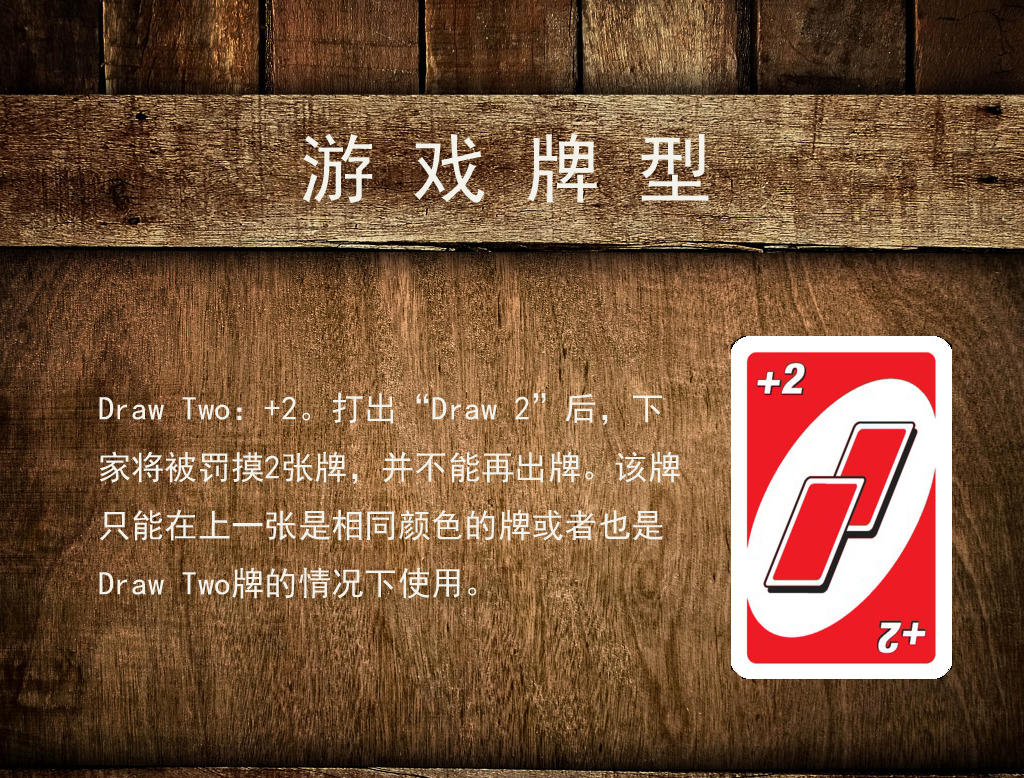 游戏牌型
Draw Two：+2。打出“Draw 2”后，下
家将被罚摸2张牌，并不能再出牌。该牌
只能在上一张是相同颜色的牌或者也是
Draw Two牌的情况下使用。
+2
+2